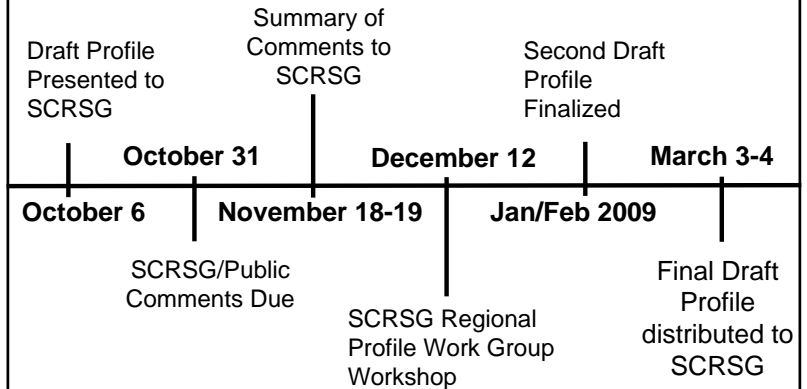 Summary of
Comments to
SCRSG
Draft Profile
Presented to
SCRSG
Second Draft
Profile
Finalized
October 31
December 12
March 3-4
October 6
November 18-19
Jan/Feb 2009
SCRSG/Public
Comments Due
SCRSG Regional
Profile Work Group
Workshop
Final Draft
Profile
distributed to
SCRSG